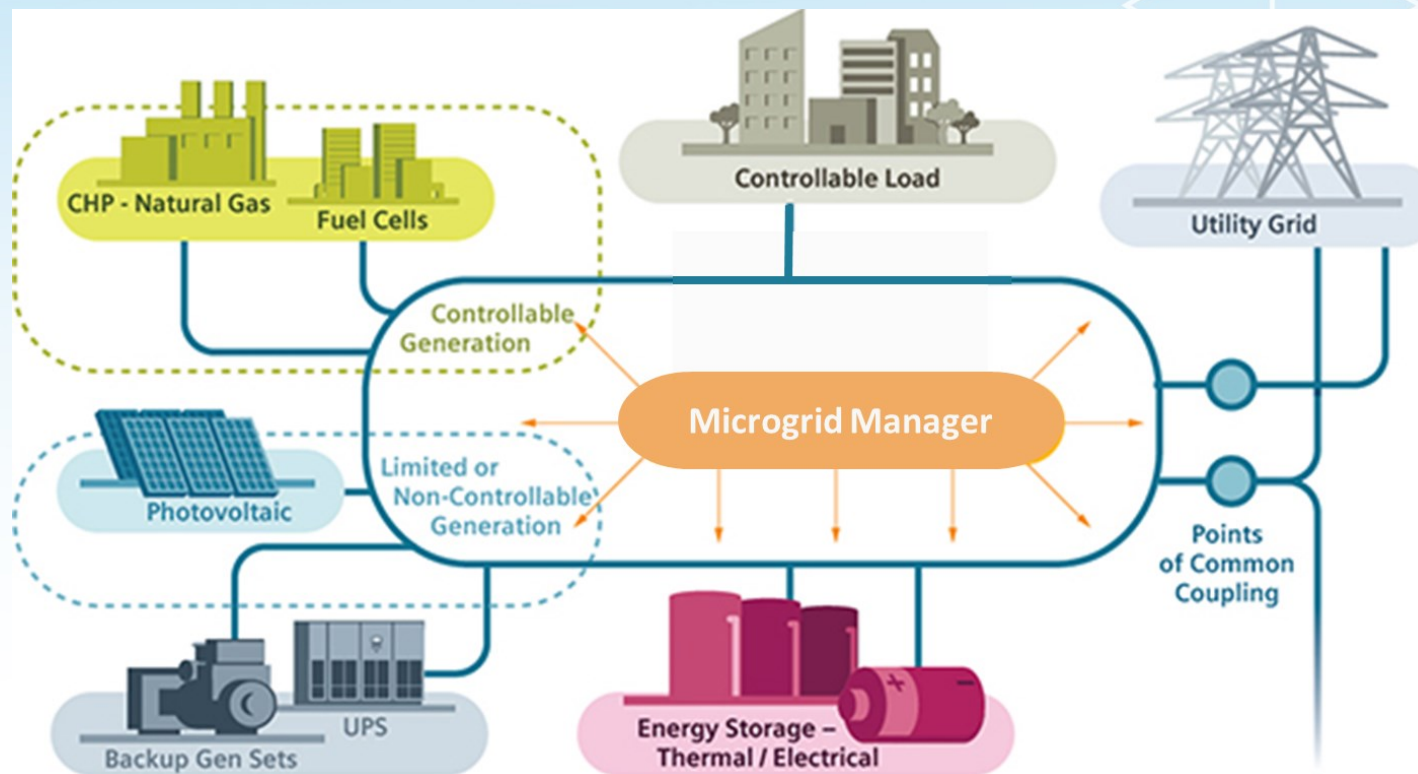 CHP - Natural Gas
Fuel Cells
Controllable Load
Utility Grid
Controllable
Generation
Microgrid Manager
Limited or
Non-Controllable
Generation
Photovoltaic
Points
of Common
Coupling
UPS
Backup Gen Sets
+
–
Energy Storage –
Thermal / Electrical